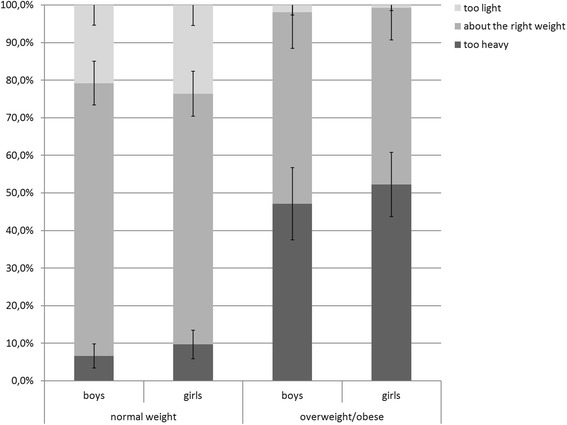 100,0%
90,0%
80,0%
70,0%
60,0%
50,0%
40,0%
30,0%
20,0%
10,0%
0,0%
boys
girls
boys
girls
normal weight
overweight/obese
too light
about the right weight
too heavy